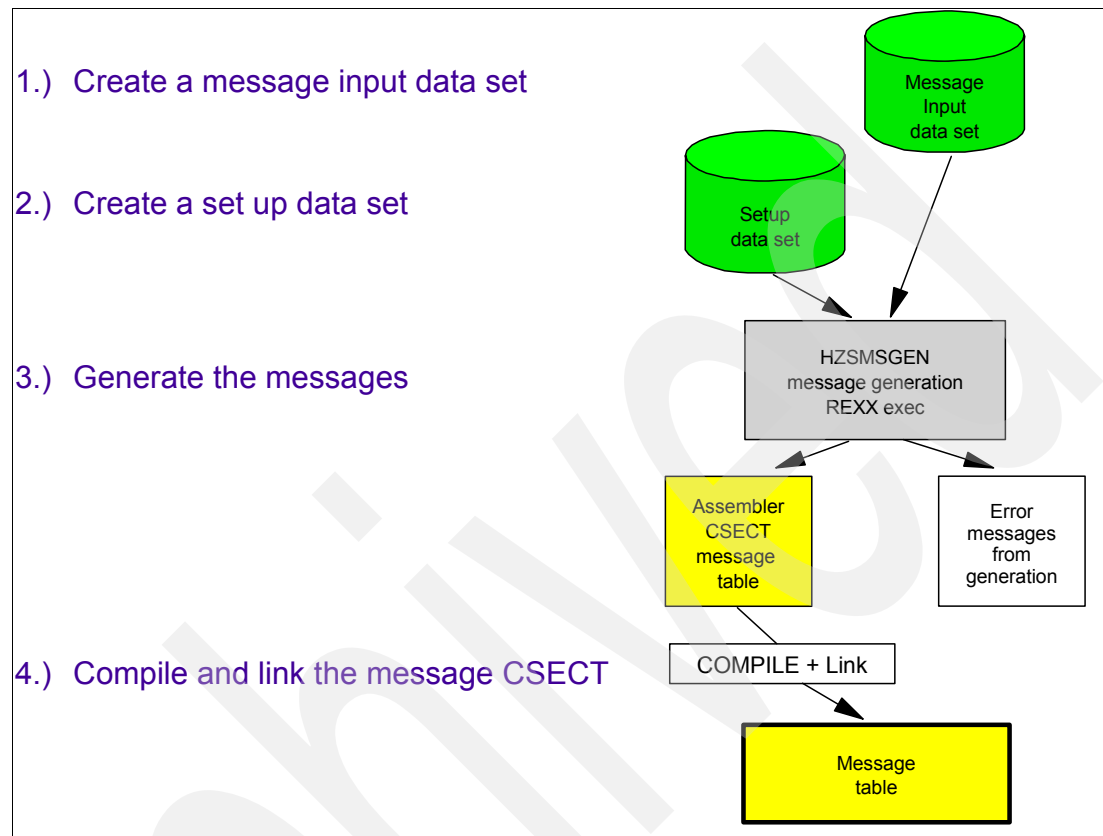 1.) Create a message input data set
Message
Input
data set
2.) Create a set up data set
Setup
data set
3.) Generate the messages
HZSMSGEN
message generation
REXX exec
Assembler
CSECT
message
table
Error
messages
from
generation
4.) Compile and link the message CSECT
COMPILE + Link
Message
table
hived